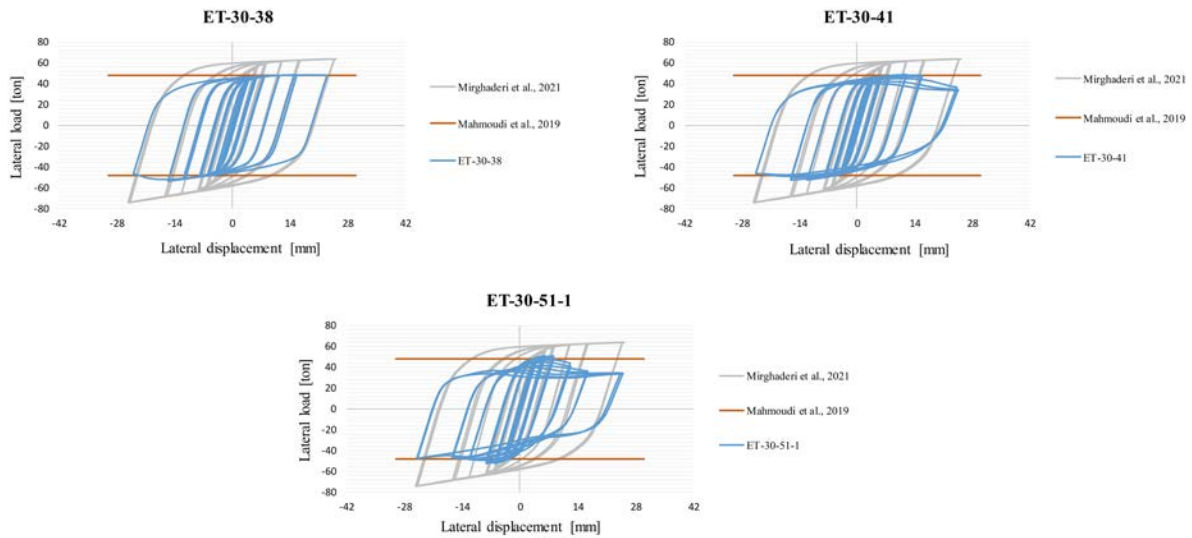 ET-30-38
80
60
40
20
0
-20
-40
-60
-80
-42
-28
-14
0
14
28
42
Lateral load [ton]
Lateral displacement [mm]
Mirghaderi et al., 2021
Mahmoudi et al., 2019
ET-30-38
ET-30-41
80
60
40
20
0
-20
-40
-60
-80
-42
-28
-14
0
14
28
42
Lateral load [ton]
Lateral displacement [mm]
Mirghaderi et al., 2021
Mahmoudi et al., 2019
ET-30-41
ET-30-51-1
80
60
40
20
0
-20
-40
-60
-80
-42
-28
-14
0
14
28
42
Lateral load [ton]
Lateral displacement [mm]
Mirghaderi et al., 2021
Mahmoudi et al., 2019
ET-30-51-1